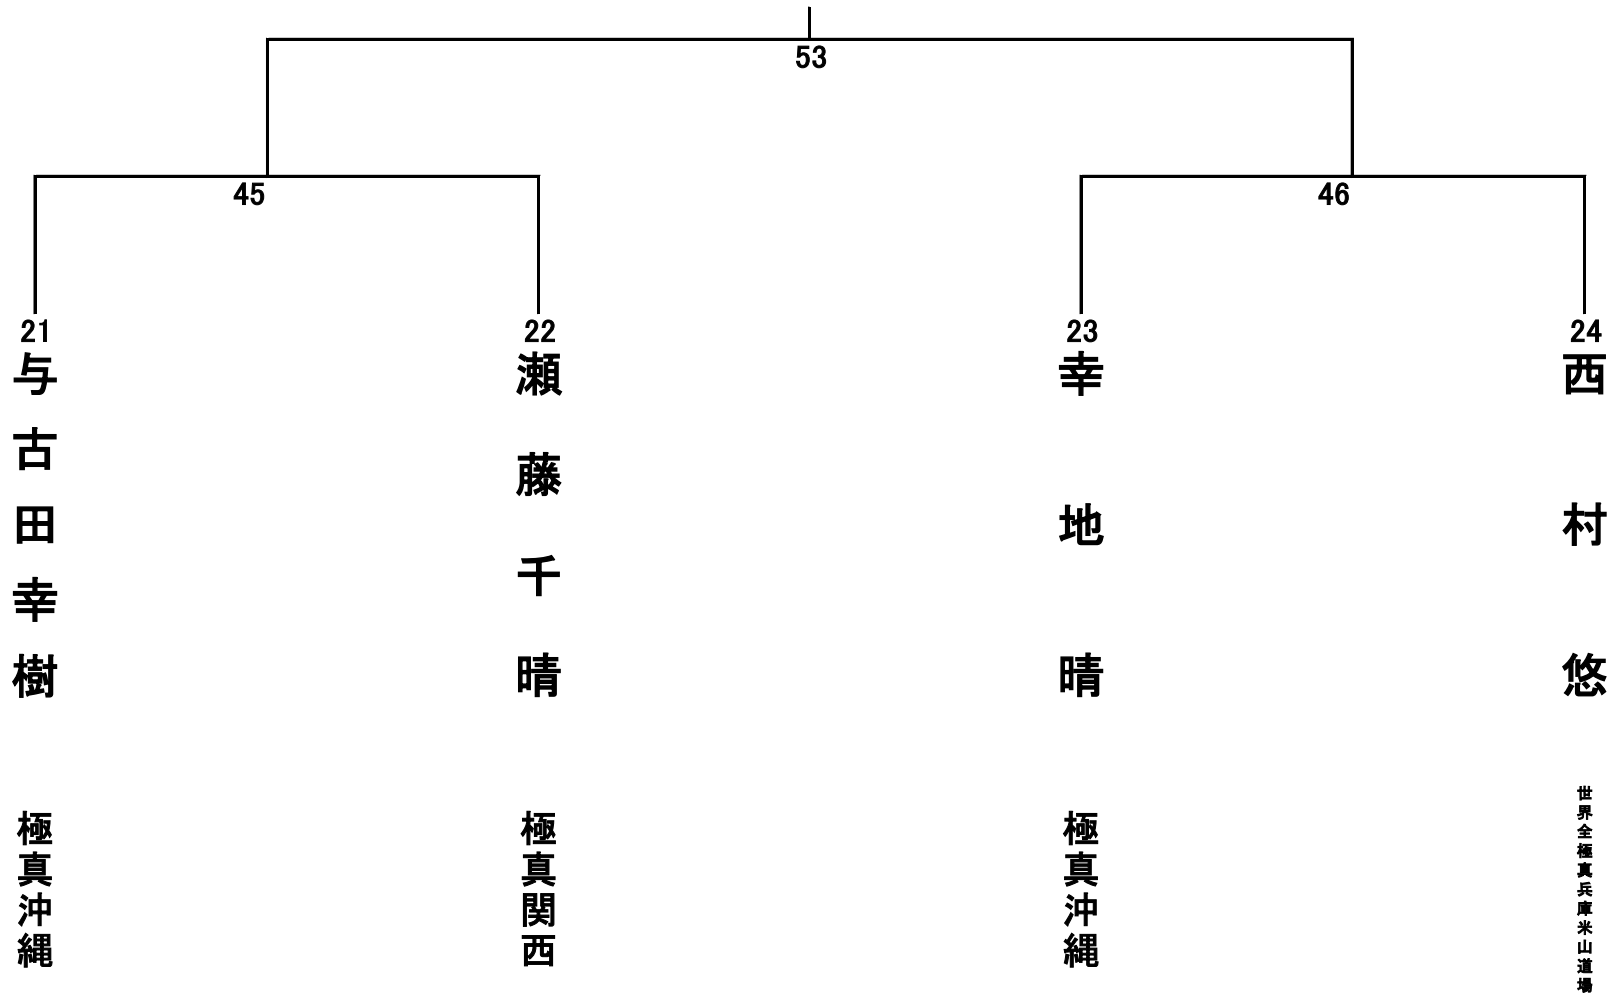 53
45
46
21
与古田幸樹
極真沖縄
22
瀬藤千晴
極真関西
23
幸地晴
極真沖縄
24
西村悠
世界全極真兵庫米山道場